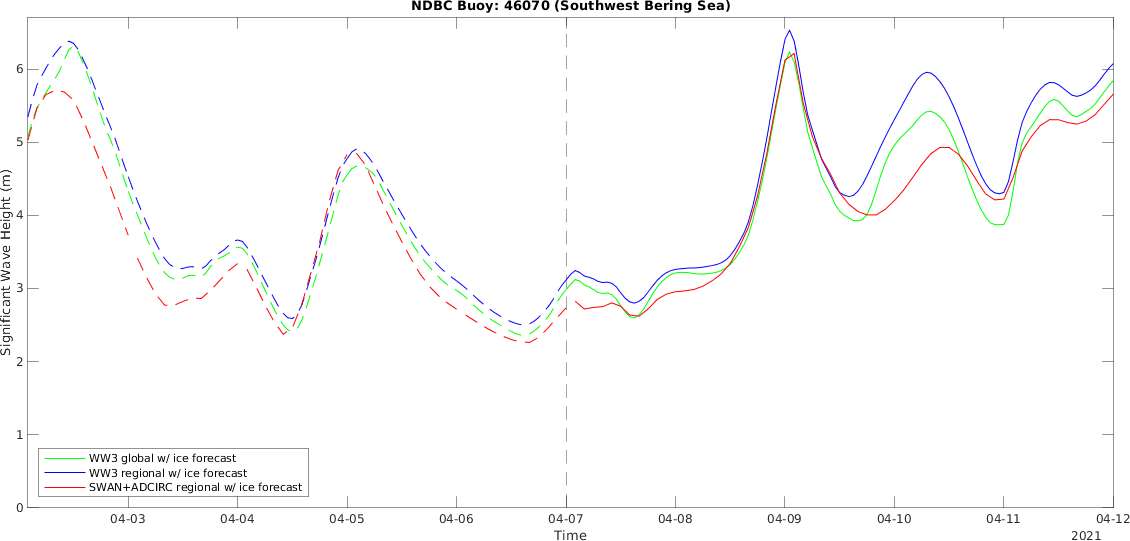 NDBC Buoy: 46070 (Southwest Bering Sea)
Significant Wave Height (m)
6
5
4
3
2
1
0
WW3 global w/ ice forecast
WW3 regional w/ ice forecast
SWAN+ADCIRC regional w/ ice forecast
04-03 04-04 04-05 04-06 04-07 04-08 04-09 04-10 04-11 04-12
Time
2021